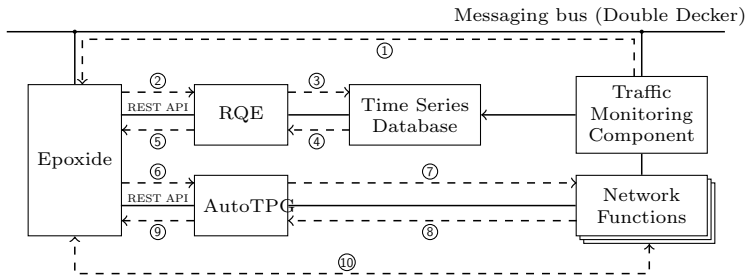 Messaging bus (Double Decker)
①
② ③
Traffic
Monitoring
Component
REST API
RQE
Time Series
Database
⑤ ④
Epoxide
⑥ ⑦
REST API
AutoTPG
Network
Functions
⑨ ⑧
⑩